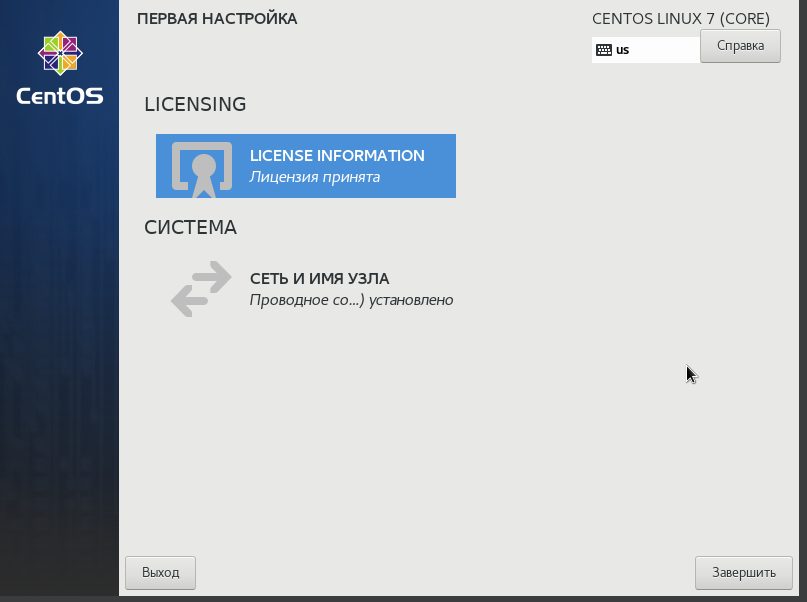 ПЕРВАЯ НАСТРОЙКА
CENTOS LINUX 7 (CORE)
us
Справка
CentOS
LICENSING
LICENSE INFORMATION
Лицензия принята
СИСТЕМА
СЕТЬ И ИМЯ УЗЛА
Проводное со...) установлено
Выход
Завершить